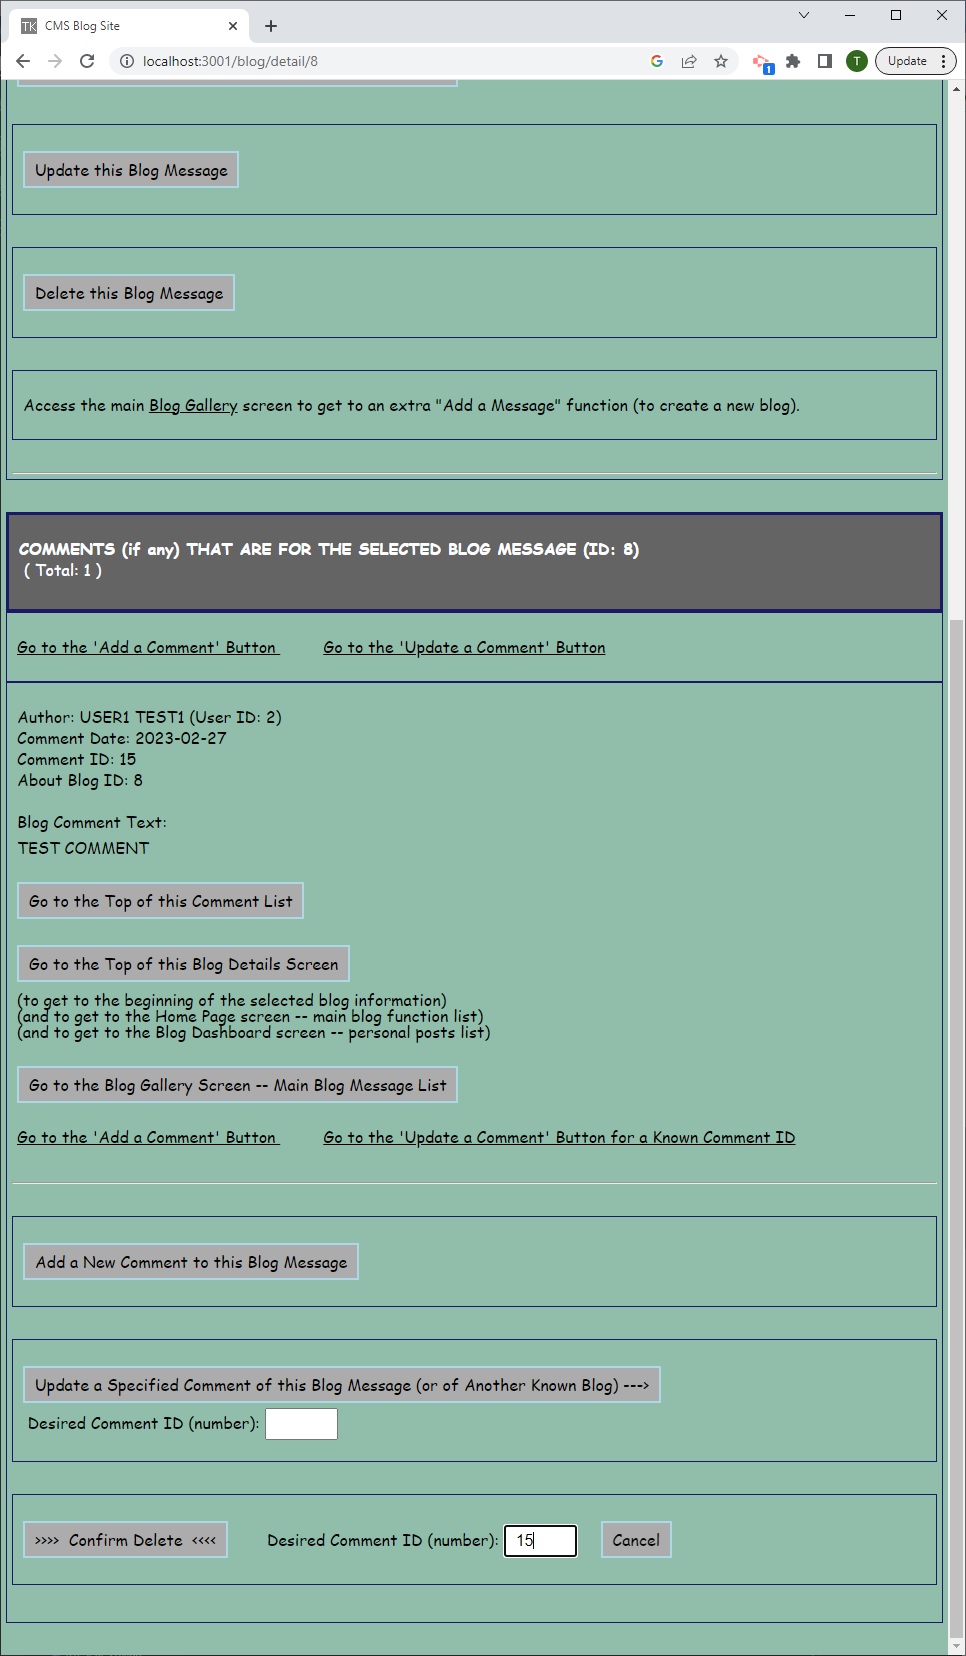 TK CMS Blog Site
localhost:3001/blog/detail/8
1
T
Update
Update this Blog Message
Delete this Blog Message
Access the main Blog Gallery screen to get to an extra "Add a Message" function (to create a new blog).
COMMENTS (if any) THAT ARE FOR THE SELECTED BLOG MESSAGE (ID: 8)
( Total: 1 )
Go to the 'Add a Comment' Button Go to the 'Update a Comment' Button
Author: USER1 TEST1 (User ID: 2)
Comment Date: 2023-02-27
Comment ID: 15
About Blog ID: 8
Blog Comment Text:
TEST COMMENT
Go to the Top of this Comment List
Go to the Top of this Blog Details Screen
(to get to the beginning of the selected blog information)
(and to get to the Home Page screen -- main blog function list)
(and to get to the Blog Dashboard screen -- personal posts list)
Go to the Blog Gallery Screen -- Main Blog Message List
Go to the 'Add a Comment' Button Go to the 'Update a Comment' Button for a Known Comment ID
Add a New Comment to this Blog Message
Update a Specified Comment of this Blog Message (or of Another Known Blog) --->
Desired Comment ID (number):
>>>> Confirm Delete <<<< Desired Comment ID (number): 15 Cancel